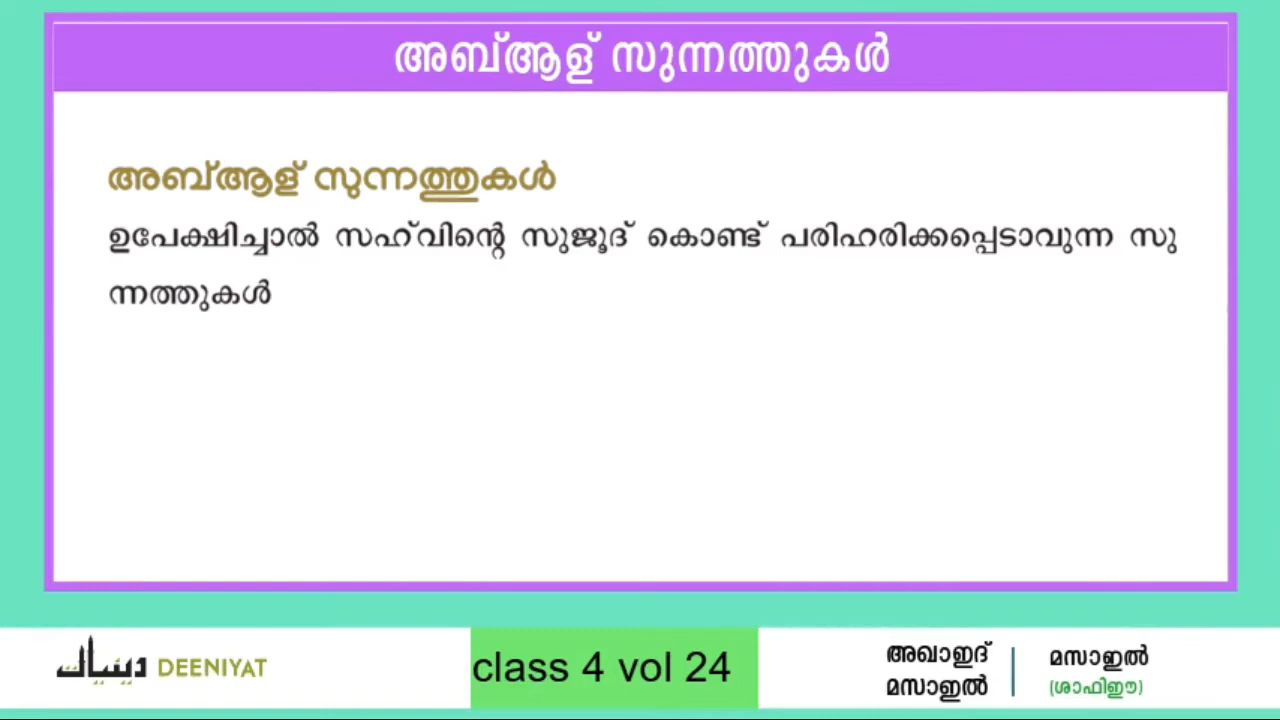 അബ്ആള് സുന്നത്തുകൾ
അബ്ആള് സുന്നത്തുകൾ
ഉപേക്ഷിച്ചാൽ സഹ്‌വിന്റെ സുജൂദ് കൊണ്ട് പരിഹരിക്കപ്പെടാവുന്ന സു
ന്നത്തുകൾ
دينيات DEENIYAT
class 4 vol 24
അഖാഇദ്
മസാഇൽ
മസാഇൽ
(ശാഫിഈ)